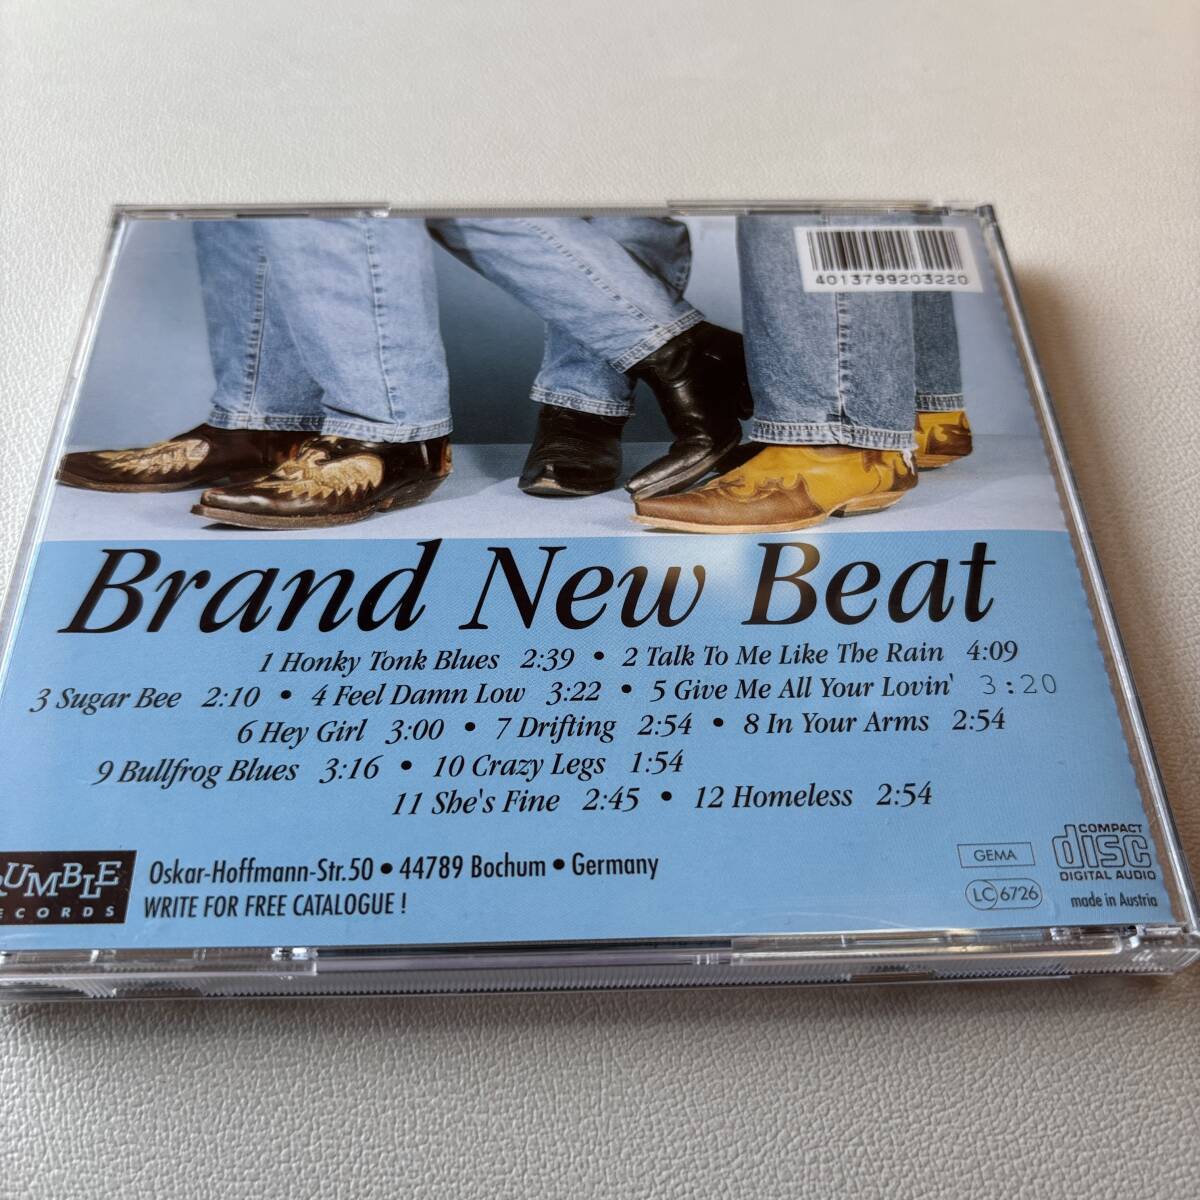 4013799203220
Brand New Beat
1 Honky Tonk Blues 2:39 • 2 Talk To Me Like The Rain 4:09
3 Sugar Bee 2:10 • 4 Feel Damn Low 3:22 • 5 Give Me All Your Lovin' 3:20
6 Hey Girl 3:00 • 7 Drifting 2:54 • 8 In Your Arms 2:54
9 Bullfrog Blues 3:16 • 10 Crazy Legs 1:54
11 She's Fine 2:45 • 12 Homeless 2:54
RUMBLE
RECORDS
Oskar-Hoffmann-Str.50 • 44789 Bochum • Germany
WRITE FOR FREE CATALOGUE !
GEMA
LC 6726
COMPACT
disc
DIGITAL AUDIO
made in Austria